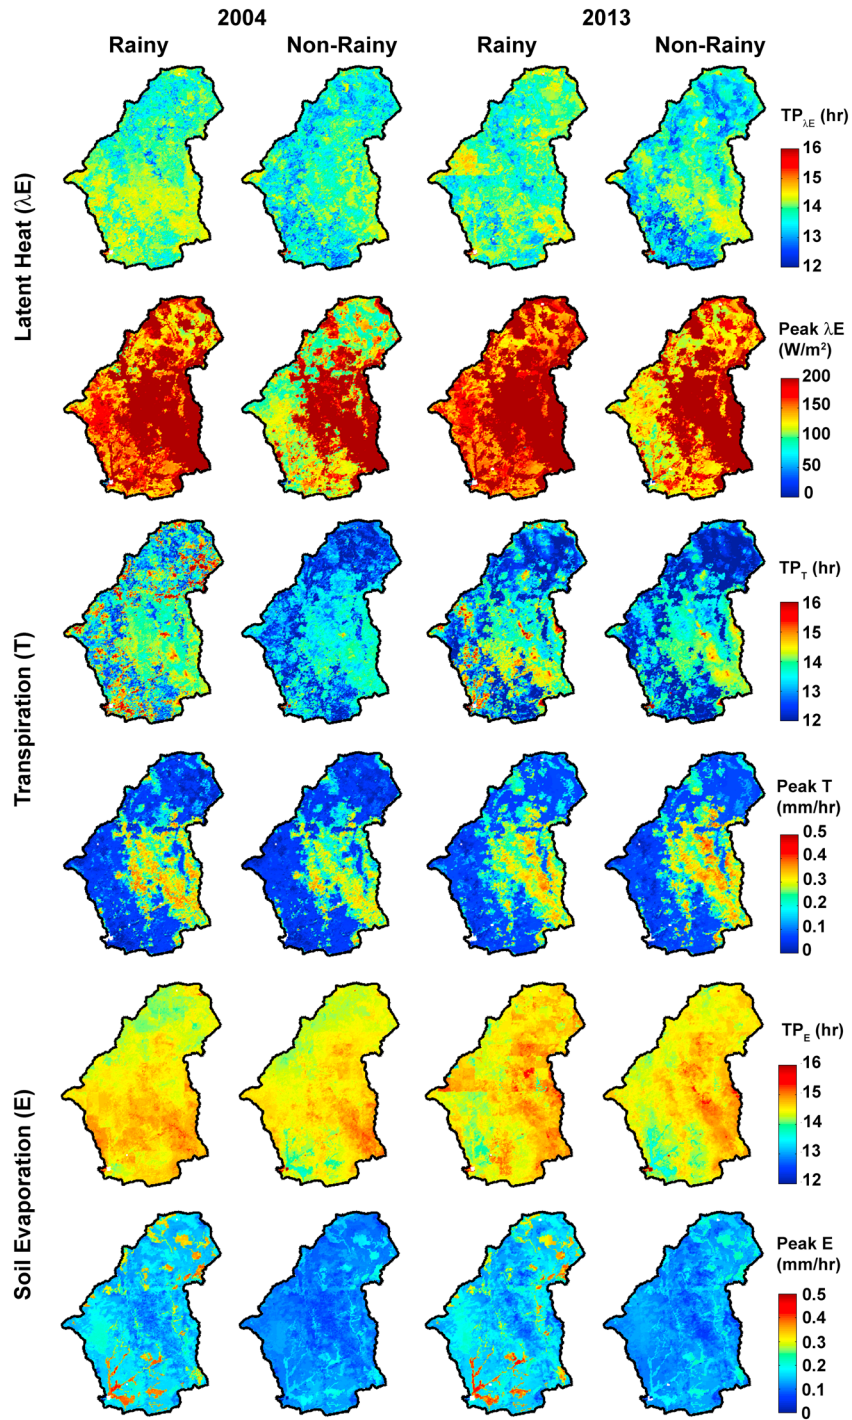 2004 2013
Rainy Non-Rainy Rainy Non-Rainy
Latent Heat (λE)
TP_λE (hr)
16
15
14
13
12
Peak λE
(W/m²)
200
150
100
50
0
Transpiration (T)
TP_T (hr)
16
15
14
13
12
Peak T
(mm/hr)
0.5
0.4
0.3
0.2
0.1
0
Soil Evaporation (E)
TP_E (hr)
16
15
14
13
12
Peak E
(mm/hr)
0.5
0.4
0.3
0.2
0.1
0